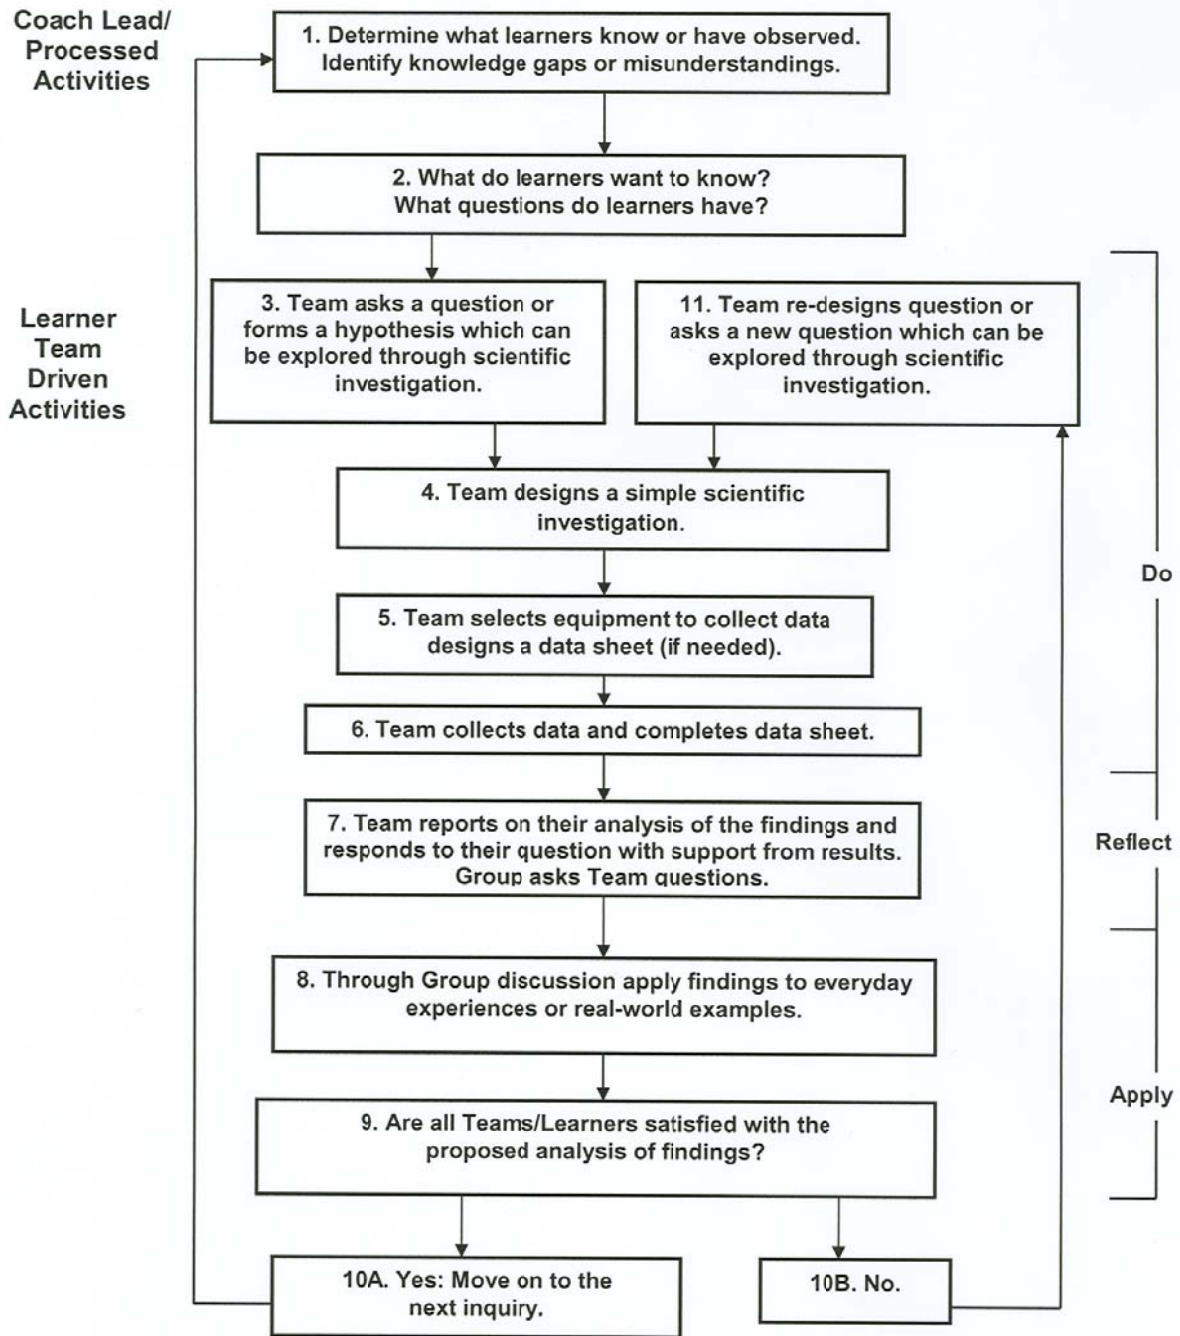 Coach Lead/
Processed
Activities
1. Determine what learners know or have observed.
Identify knowledge gaps or misunderstandings.
2. What do learners want to know?
What questions do learners have?
Learner
Team
Driven
Activities
3. Team asks a question or
forms a hypothesis which can
be explored through scientific
investigation.
11. Team re-designs question or
asks a new question which can be
explored through scientific
investigation.
4. Team designs a simple scientific
investigation.
Do
5. Team selects equipment to collect data
designs a data sheet (if needed).
6. Team collects data and completes data sheet.
7. Team reports on their analysis of the findings and
responds to their question with support from results.
Group asks Team questions.
Reflect
8. Through Group discussion apply findings to everyday
experiences or real-world examples.
Apply
9. Are all Teams/Learners satisfied with the
proposed analysis of findings?
10A. Yes: Move on to the
next inquiry.
10B. No.